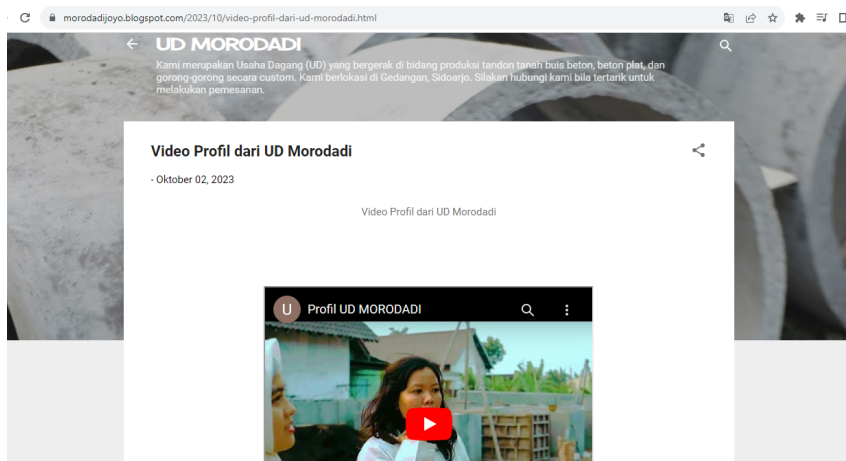 morodadijoyo.blogspot.com/2023/10/video-profil-dari-ud-morodadi.html
UD MORODADI
Kami merupakan Usaha Dagang (UD) yang bergerak di bidang produksi tandon tanah buis beton, beton plat, dan
gorong-gorong secara custom. Kami berlokasi di Gedangan, Sidoarjo. Silakan hubungi kami bila tertarik untuk
melakukan pemesanan.
Video Profil dari UD Morodadi
- Oktober 02, 2023
Video Profil dari UD Morodadi
U Profil UD MORODADI